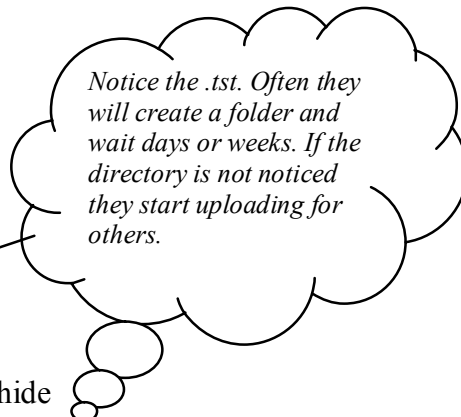 Notice the .tst. Often they
will create a folder and
wait days or weeks. If the
directory is not noticed
they start uploading for
others.
hide